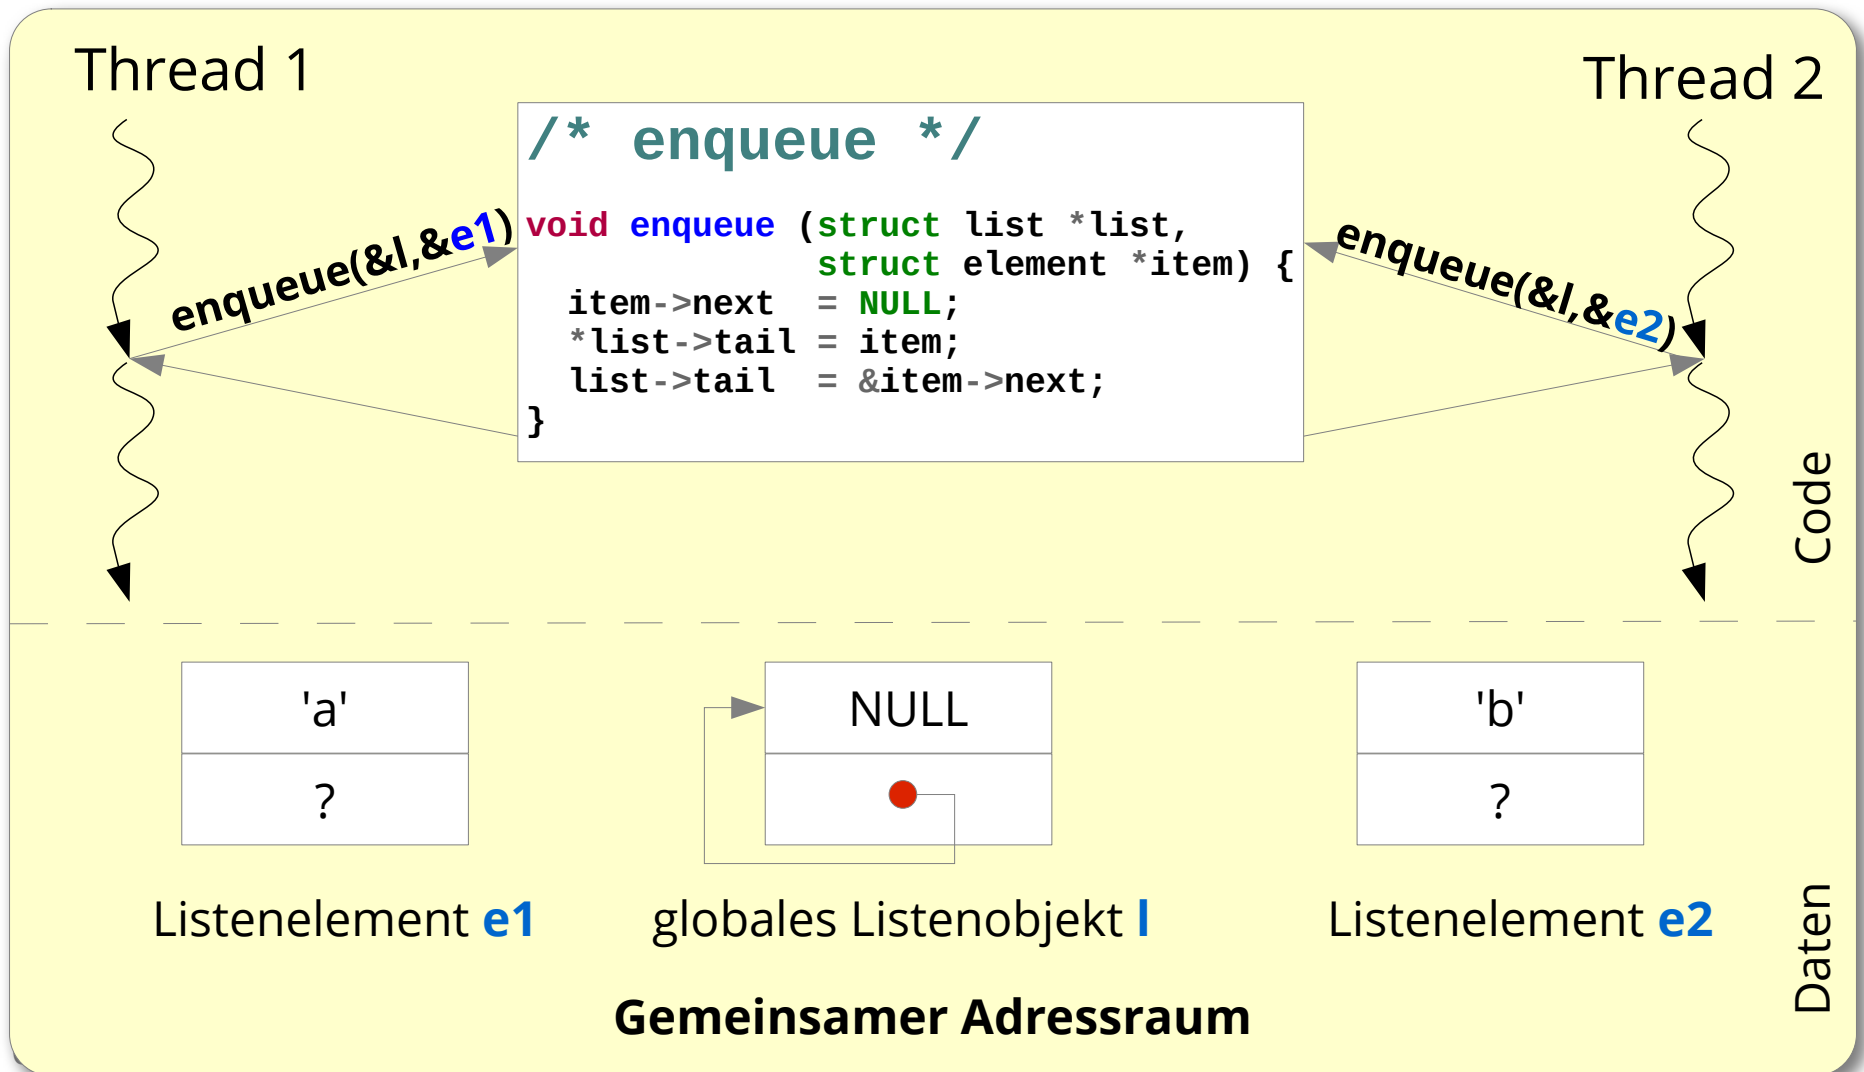 Thread 1
Thread 2
/* enqueue */
void enqueue (struct list *list,
              struct element *item) {
  item->next  = NULL;
  *list->tail = item;
  list->tail  = &item->next;
}
enqueue(&l,&e1)
enqueue(&l,&e2)
Code
'a'
?
NULL
'b'
?
Listenelement e1
globales Listenobjekt l
Listenelement e2
Daten
Gemeinsamer Adressraum